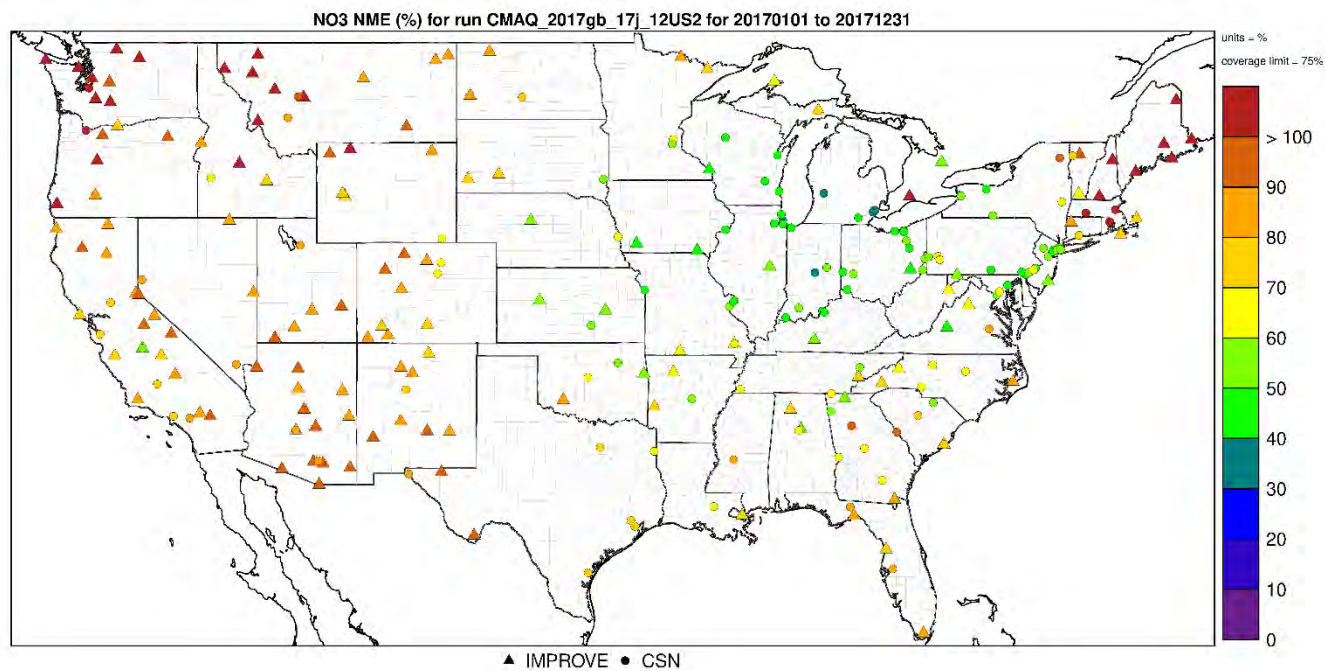 NO3 NME (%) for run CMAQ_2017gb_17j_12US2 for 20170101 to 20171231
units = %
coverage limit = 75%
> 100
90
80
70
60
50
40
30
20
10
0
▲ IMPROVE ● CSN